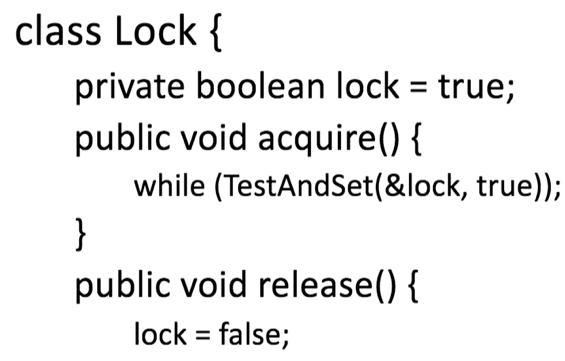 class Lock {
private boolean lock = true;
public void acquire() {
while (TestAndSet(&lock, true));
}
public void release() {
lock = false;